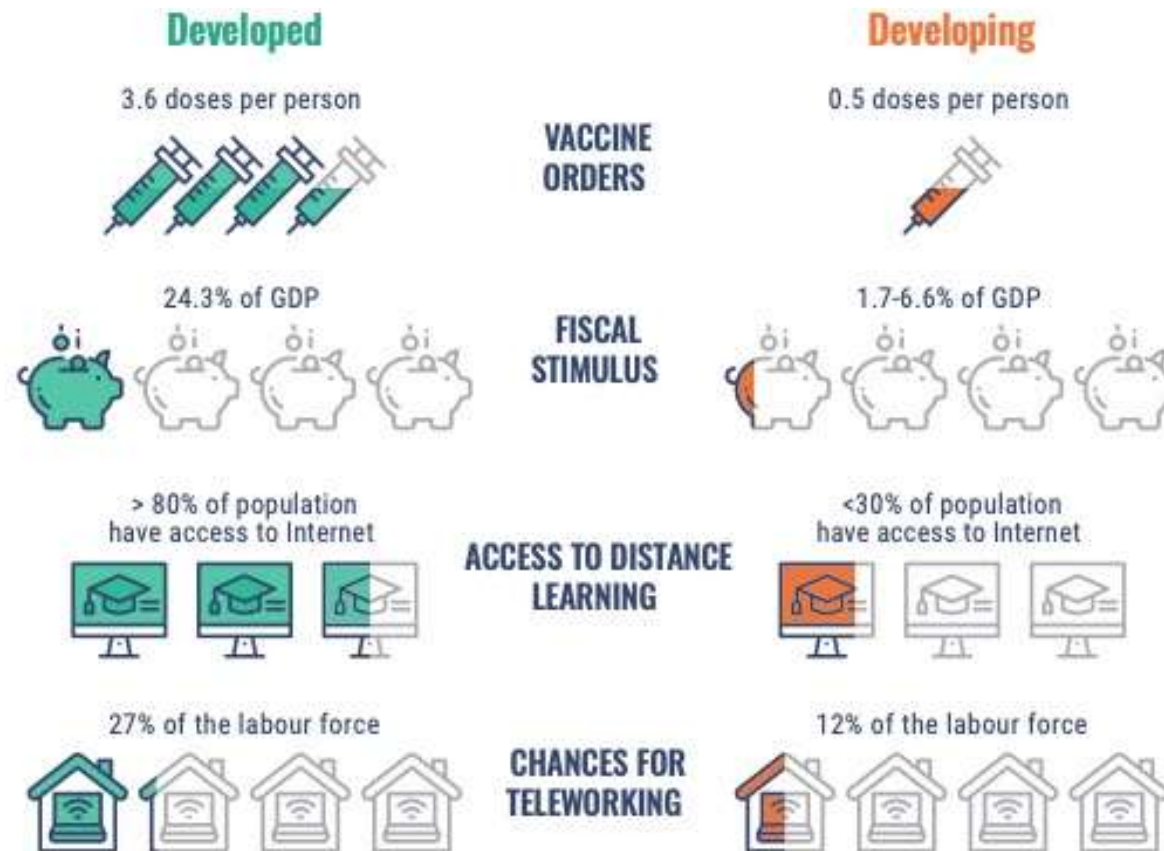 Developed
Developing
3.6 doses per person
VACCINE
ORDERS
0.5 doses per person
24.3% of GDP
FISCAL
STIMULUS
1.7-6.6% of GDP
> 80% of population
have access to Internet
ACCESS TO DISTANCE
LEARNING
<30% of population
have access to Internet
27% of the labour force
CHANCES FOR
TELEWORKING
12% of the labour force